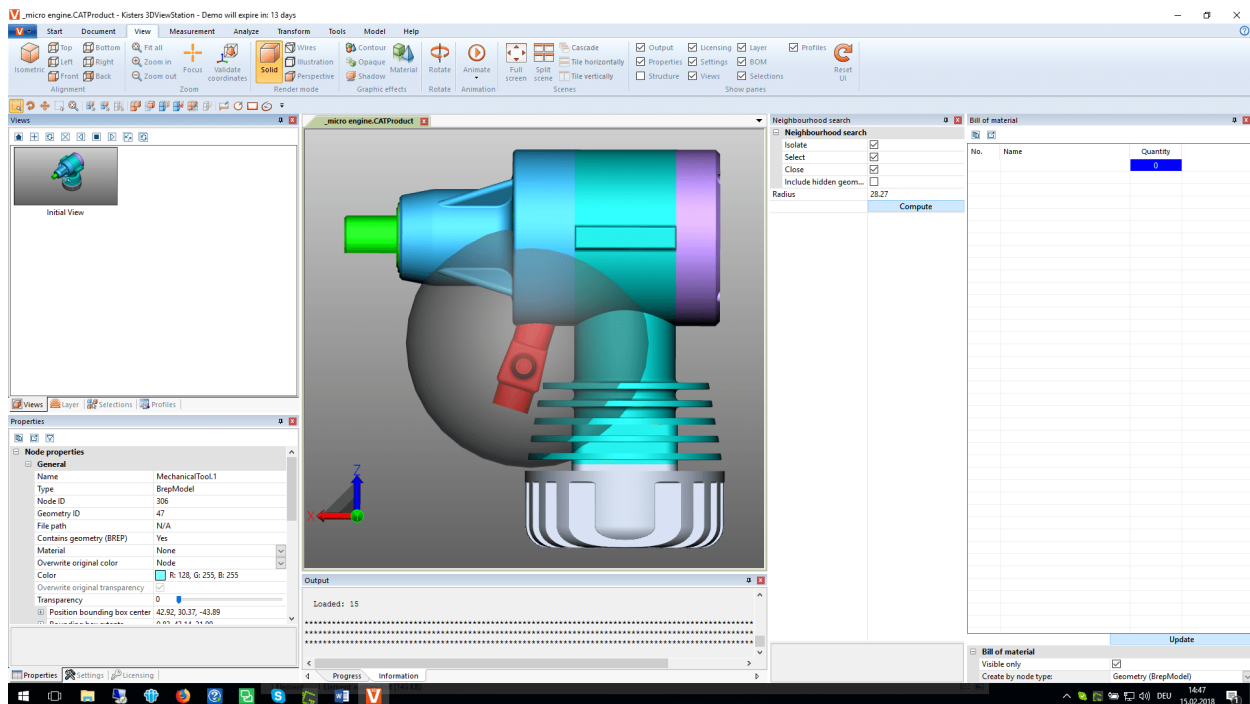 _micro engine.CATProduct - Kisters 3DViewStation - Demo will expire in: 13 days
Start Document View Measurement Analyze Transform Tools Model Help
Top Bottom Fit all Wires Contour Cascade Output Licensing Layer Profiles
Left Right Zoom in Illustration Opaque Tile horizontally Properties Settings BOM
Front Back Zoom out Perspective Shadow Tile vertically Structure Views Selections
Isometric Focus Validate coordinates Solid Material Rotate Animate Full screen Split scene Reset UI
Alignment Zoom Render mode Graphic effects Rotate Animation Scenes Show panes
Views
Initial View
Views Layer Selections Profiles
Properties
Node properties
General
Name MechanicalTool.1
Type BrepModel
Node ID 306
Geometry ID 47
File path N/A
Contains geometry (BREP) Yes
Material None
Overwrite original color Node
Color R: 128, G: 255, B: 255
Overwrite original transparency
Transparency 0
Position bounding box center 42.92, 30.37, -43.89
Properties Settings Licensing
_micro engine.CATProduct
Z
X
Output
Loaded: 15
Progress Information
Neighbourhood search
Neighbourhood search
Isolate
Select
Close
Include hidden geom...
Radius 28.27
Compute
Bill of material
No. Name Quantity
0
Update
Bill of material
Visible only
Create by node type: Geometry (BrepModel)
DEU 14:47
15.02.2018